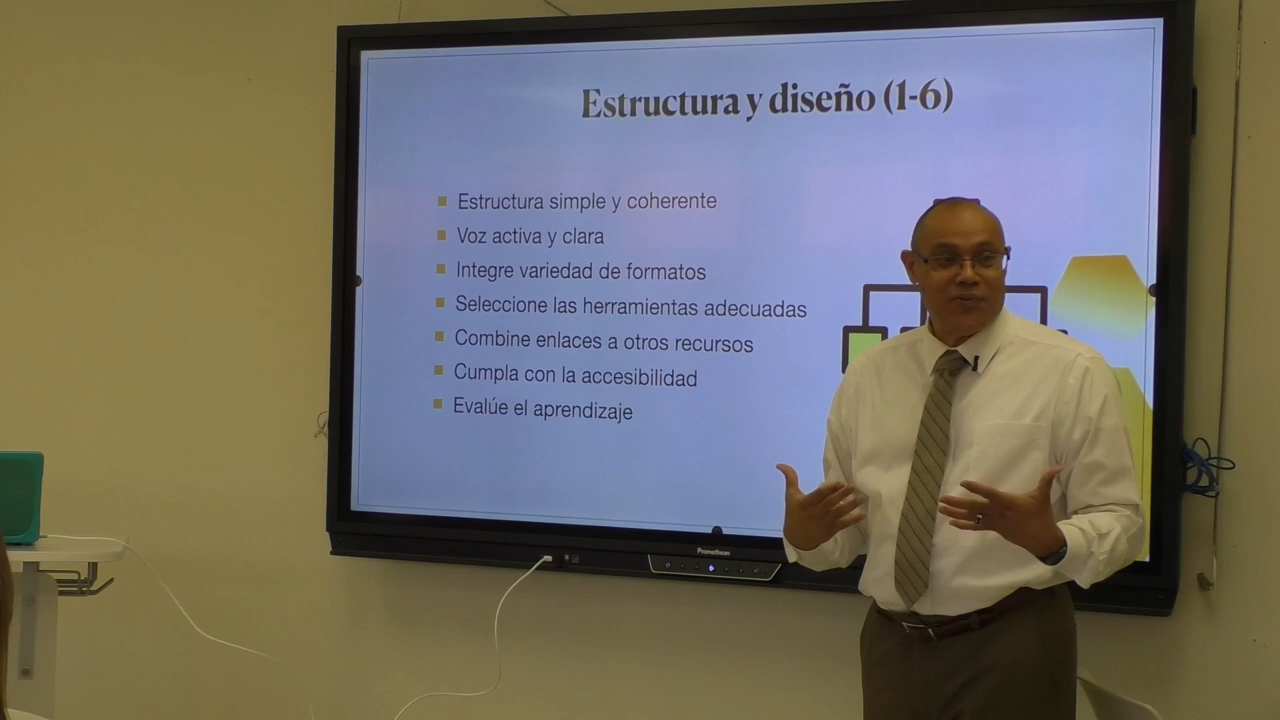 Estructura y diseño (1-6)
Estructura simple y coherente
Voz activa y clara
Integre variedad de formatos
Seleccione las herramientas adecuadas
Combine enlaces a otros recursos
Cumpla con la accesibilidad
Evalúe el aprendizaje
Promethean